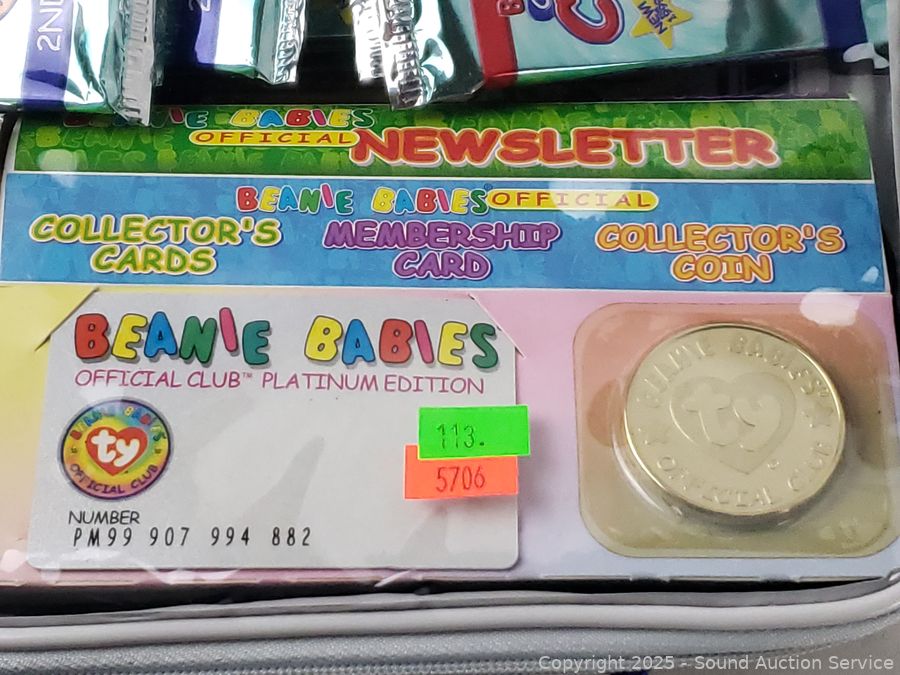 2ND
BEANIE BABIES
OFFICIAL NEWSLETTER
BEANIE BABIES OFFICIAL
COLLECTOR'S CARDS
MEMBERSHIP CARD
COLLECTOR'S COIN
BEANIE BABIES
OFFICIAL CLUB™ PLATINUM EDITION
BEANIE BABIES
ty
OFFICIAL CLUB
113.
5706
NUMBER
PM99 907 994 882
BEANIE BABIES
ty
OFFICIAL CLUB
Copyright 2025 - Sound Auction Service